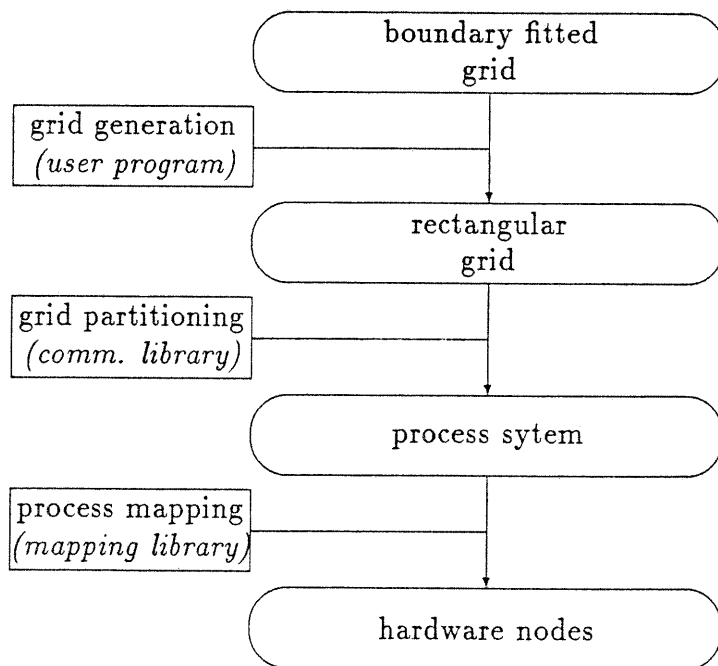 boundary fitted
grid
grid generation
(user program)
rectangular
grid
grid partitioning
(comm. library)
process sytem
process mapping
(mapping library)
hardware nodes